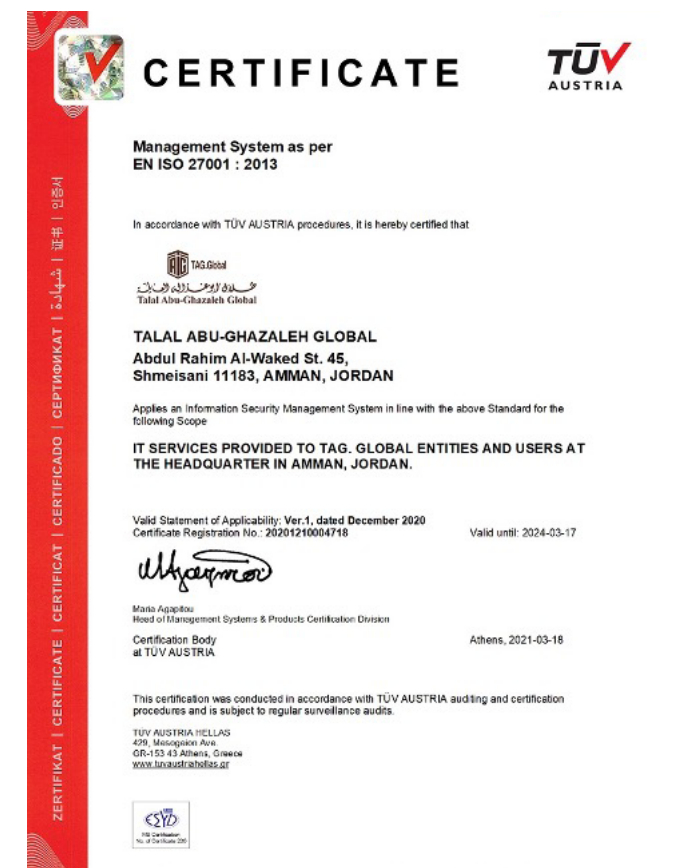 CERTIFICATE
TÜV
AUSTRIA
Management System as per
EN ISO 27001 : 2013
In accordance with TÜV AUSTRIA procedures, it is hereby certified that
TAG.Global
Talal Abu-Ghazaleh Global
TALAL ABU-GHAZALEH GLOBAL
Abdul Rahim Al-Waked St. 45,
Shmeisani 11183, AMMAN, JORDAN
Applies an Information Security Management System in line with the above Standard for the
following Scope
IT SERVICES PROVIDED TO TAG. GLOBAL ENTITIES AND USERS AT
THE HEADQUARTER IN AMMAN, JORDAN.
Valid Statement of Applicability: Ver.1, dated December 2020
Certificate Registration No.: 20201210004718
Valid until: 2024-03-17
Maria Agapitou
Head of Management Systems & Products Certification Division
Certification Body
at TÜV AUSTRIA
Athens, 2021-03-18
This certification was conducted in accordance with TÜV AUSTRIA auditing and certification
procedures and is subject to regular surveillance audits.
TÜV AUSTRIA HELLAS
429, Mesogeion Ave.
GR-153 43 Athens, Greece
www.tuvaustriahellas.gr
ESYD
No. of Certificate
ZERTIFIKAT | CERTIFICATE | CERTIFICAT | CERTIFICADO | СЕРТИФИКАТ | شهادة | 证书 | 인증서